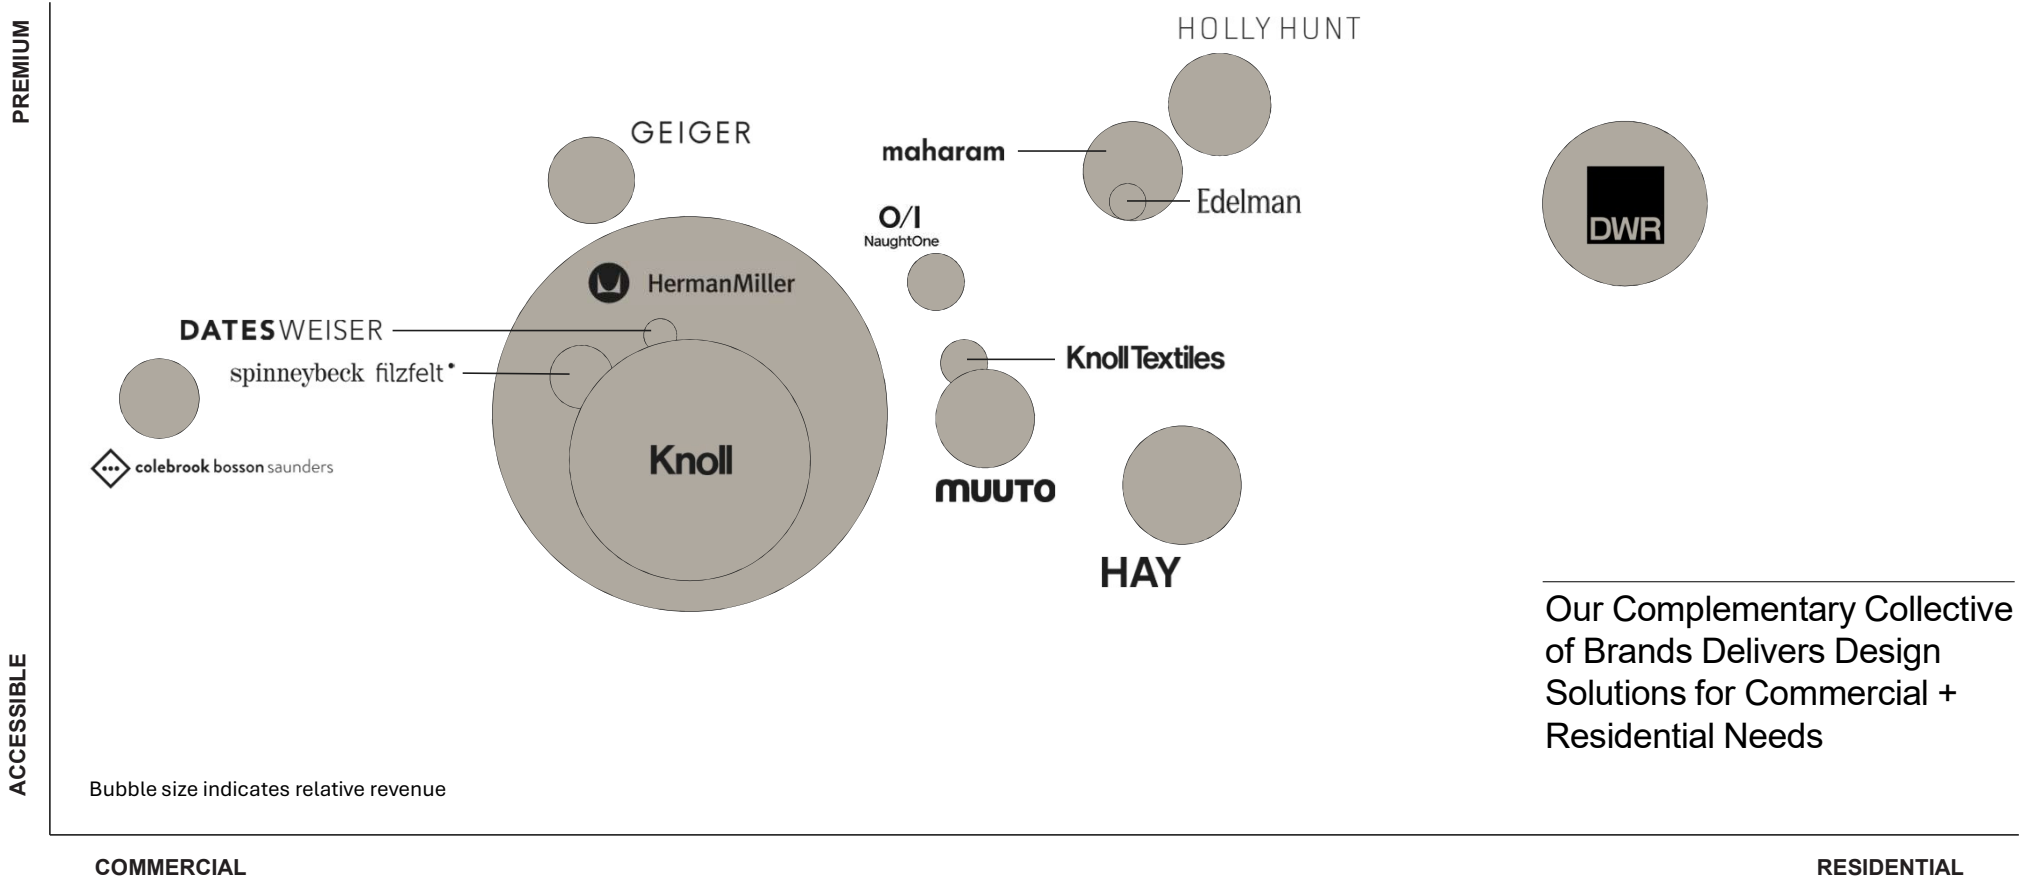 PREMIUM
HOLLY HUNT
GEIGER
maharam
Edelman
O/I
NaughtOne
DWR
HermanMiller
DATESWEISER
spinneybeck filzfelt
KnollTextiles
Knoll
colebrook bosson saunders
MUUTO
HAY
Our Complementary Collective
of Brands Delivers Design
Solutions for Commercial +
Residential Needs
ACCESSIBLE
Bubble size indicates relative revenue
COMMERCIAL
RESIDENTIAL